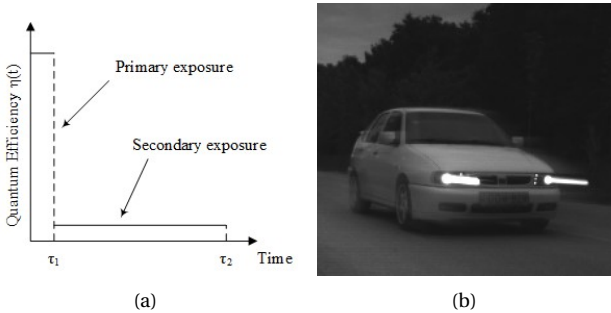 Quantum Efficiency η(t)
Primary exposure
Secondary exposure
τ1
τ2
Time
(a)
(b)